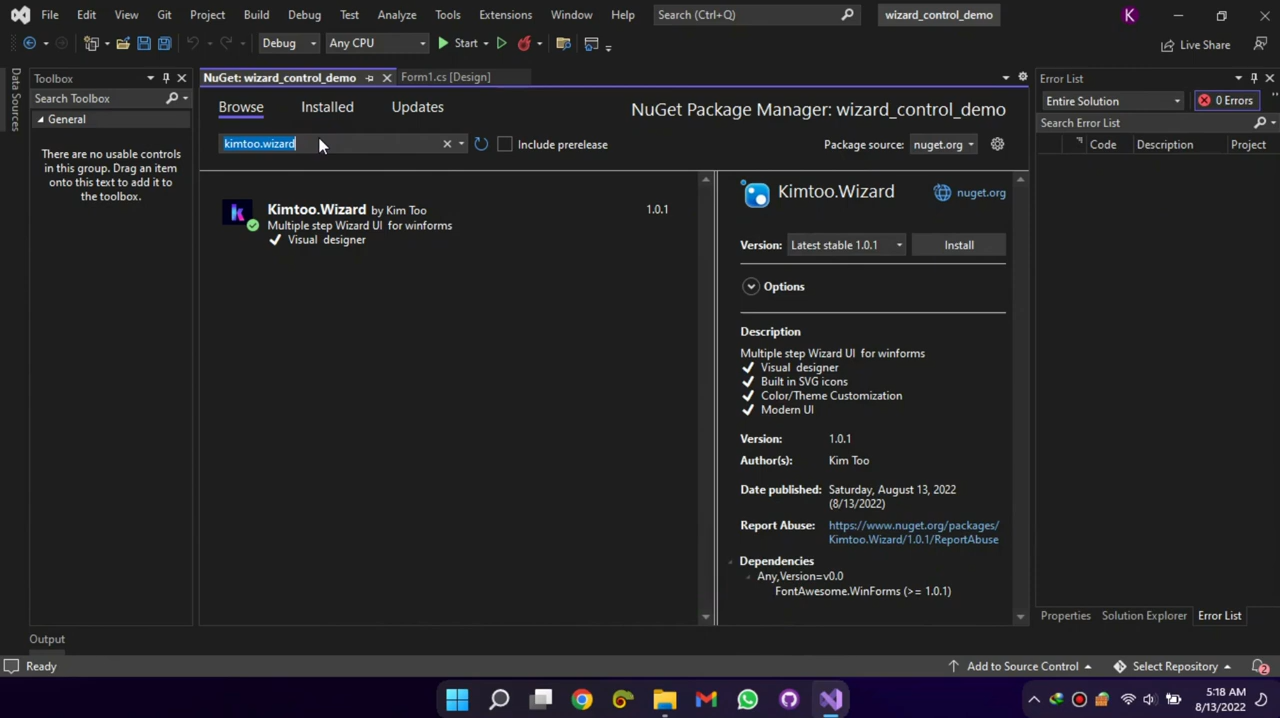 File Edit View Git Project Build Debug Test Analyze Tools Extensions Window Help Search (Ctrl+Q) wizard_control_demo K
Debug Any CPU Start Live Share
Data Sources
Toolbox
Search Toolbox
General
There are no usable controls
in this group. Drag an item
onto this text to add it to
the toolbox.
NuGet: wizard_control_demo Form1.cs [Design]
Browse Installed Updates NuGet Package Manager: wizard_control_demo
kimtoo.wizard Include prerelease Package source: nuget.org
Kimtoo.Wizard by Kim Too 1.0.1
Multiple step Wizard UI for winforms
Visual designer
Kimtoo.Wizard nuget.org
Version: Latest stable 1.0.1 Install
Options
Description
Multiple step Wizard UI for winforms
Visual designer
Built in SVG icons
Color/Theme Customization
Modern UI
Version: 1.0.1
Author(s): Kim Too
Date published: Saturday, August 13, 2022
(8/13/2022)
Report Abuse: https://www.nuget.org/packages/
Kimtoo.Wizard/1.0.1/ReportAbuse
Dependencies
Any,Version=v0.0
FontAwesome.WinForms (>= 1.0.1)
Error List
Entire Solution 0 Errors
Search Error List
Code Description Project
Properties Solution Explorer Error List
Output
Ready Add to Source Control Select Repository 2
5:18 AM
8/13/2022